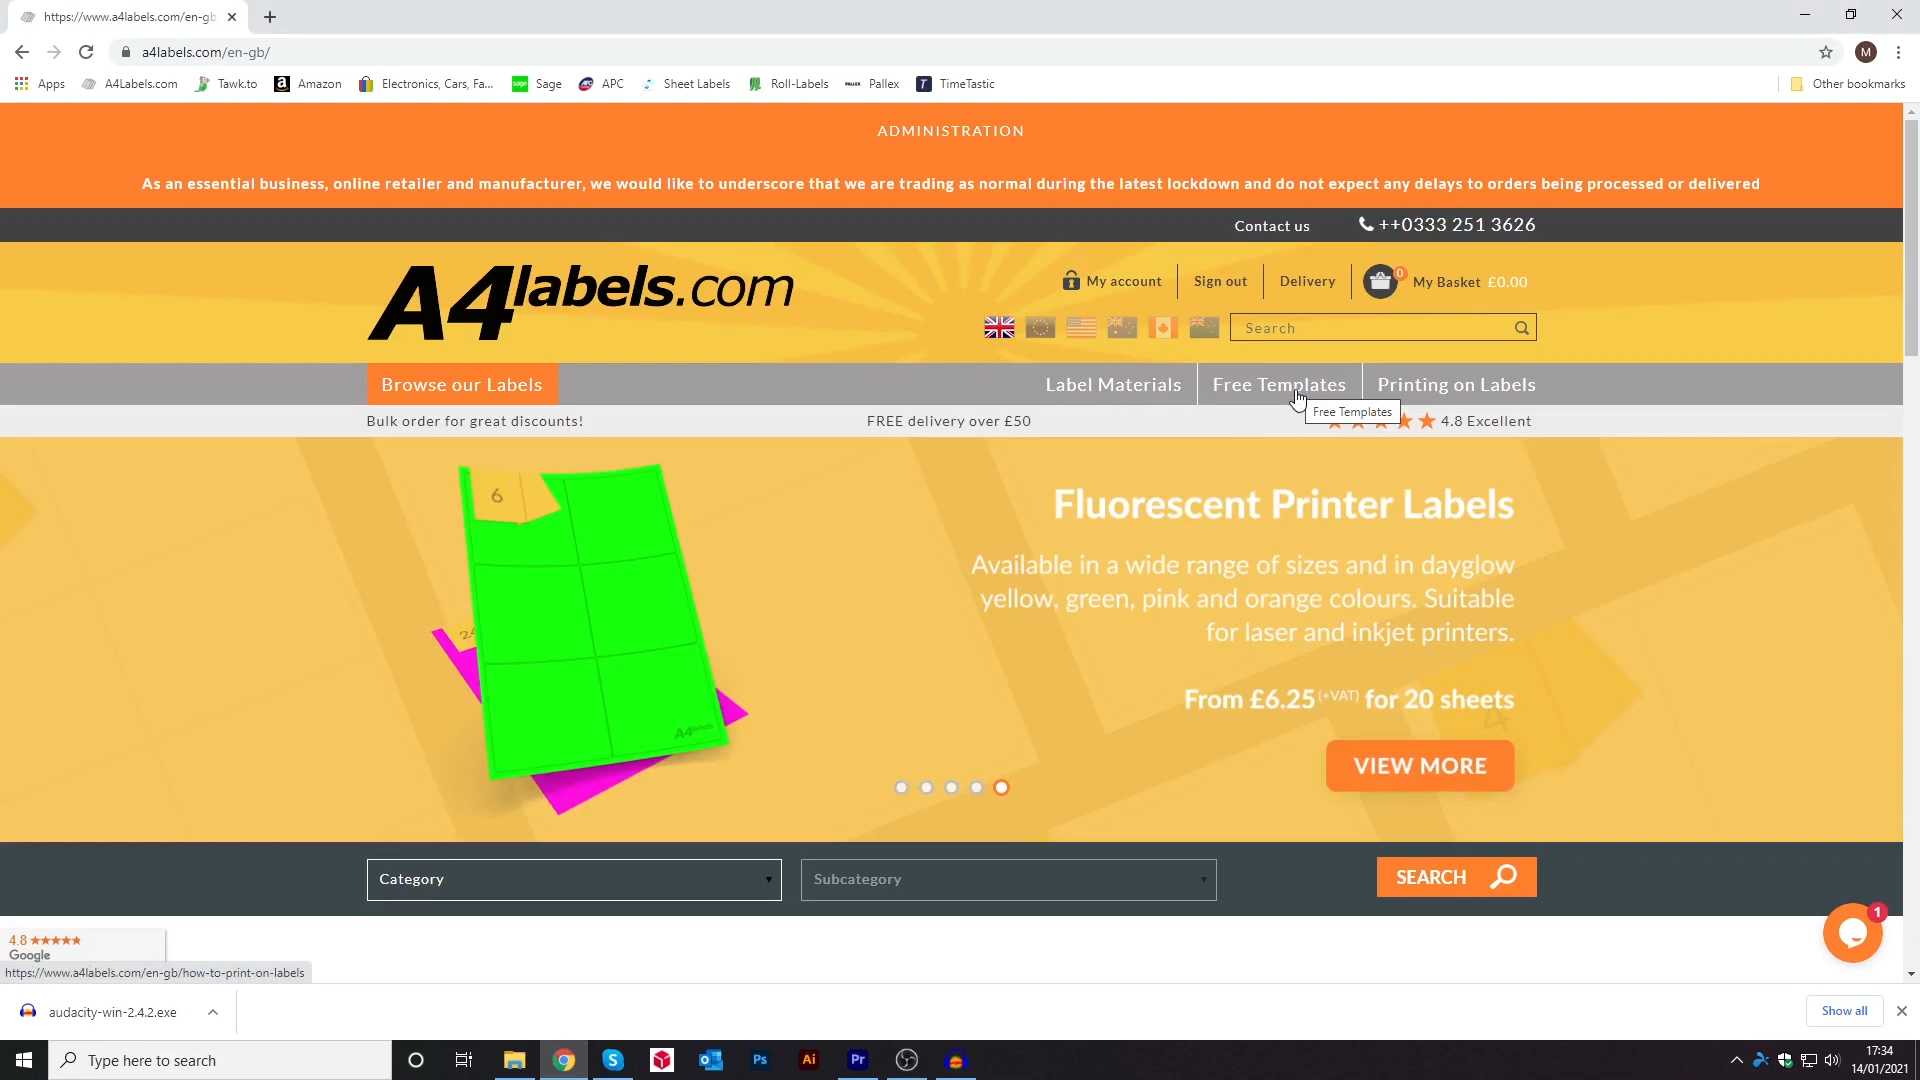 https://www.a4labels.com/en-gb
a4labels.com/en-gb/
M
Apps
A4Labels.com
Tawk.to
Amazon
Electronics, Cars, Fa...
Sage
APC
Sheet Labels
Roll-Labels
Pallex
TimeTastic
Other bookmarks
ADMINISTRATION
As an essential business, online retailer and manufacturer, we would like to underscore that we are trading as normal during the latest lockdown and do not expect any delays to orders being processed or delivered
Contact us
++0333 251 3626
A4labels.com
My account
Sign out
Delivery
0
My Basket £0.00
Search
Browse our Labels
Label Materials
Free Templates
Printing on Labels
Free Templates
Bulk order for great discounts!
FREE delivery over £50
4.8 Excellent
6
24
A4labels
Fluorescent Printer Labels
Available in a wide range of sizes and in dayglow
yellow, green, pink and orange colours. Suitable
for laser and inkjet printers.
From £6.25 (+VAT) for 20 sheets
VIEW MORE
Category
Subcategory
SEARCH
1
4.8
Google
https://www.a4labels.com/en-gb/how-to-print-on-labels
audacity-win-2.4.2.exe
Show all
Type here to search
Ps
Ai
Pr
17:34
14/01/2021